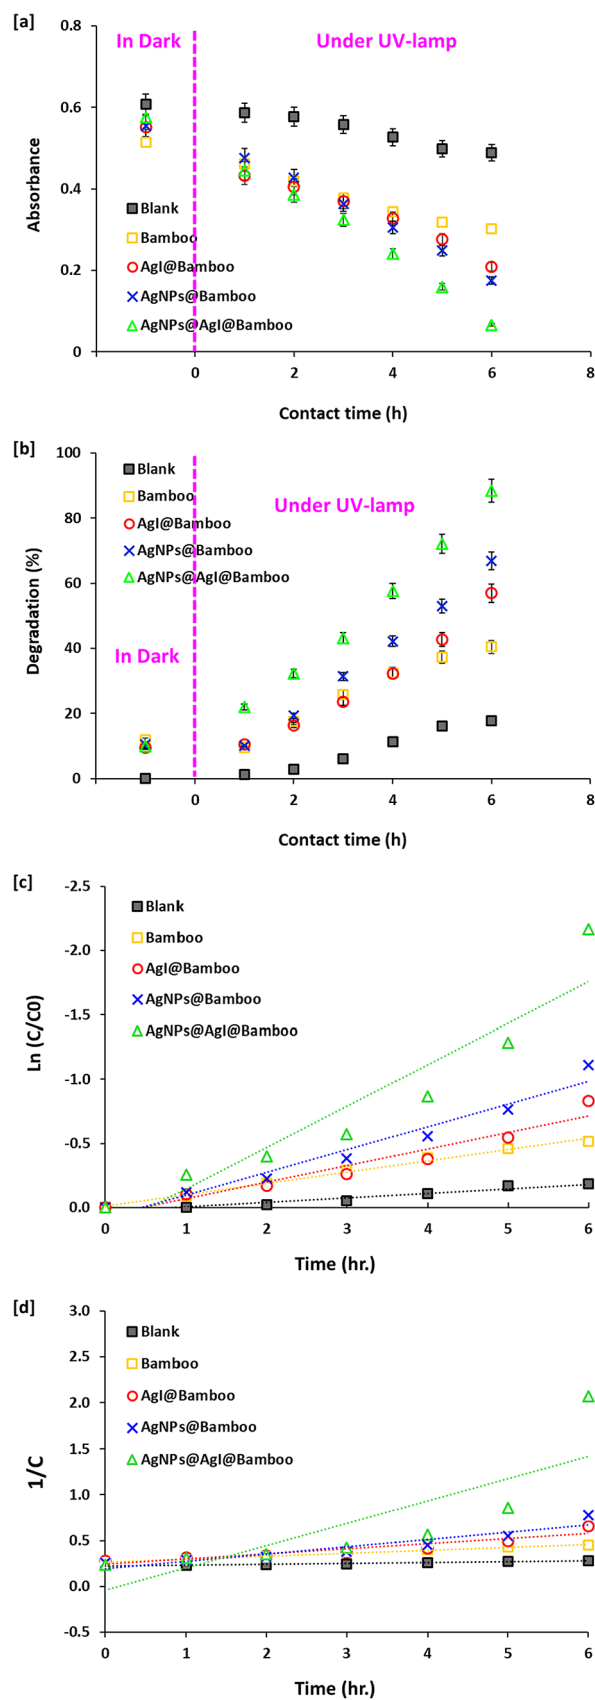 [a]
0.8
In Dark
Under UV-lamp
0.6
Absorbance
0.4
Blank
Bamboo
AgI@Bamboo
0.2
AgNPs@Bamboo
AgNPs@AgI@Bamboo
0
0
2
4
6
8
Contact time (h)
[b]
100
Blank
Bamboo
Under UV-lamp
80
AgI@Bamboo
AgNPs@Bamboo
AgNPs@AgI@Bamboo
60
Degradation (%)
40
In Dark
20
0
0
2
4
6
8
Contact time (h)
[c]
-2.5
Blank
-2.0
Bamboo
AgI@Bamboo
-1.5
AgNPs@Bamboo
AgNPs@AgI@Bamboo
Ln (C/C0)
-1.0
-0.5
0.0
0
1
2
3
4
5
6
Time (hr.)
[d]
3.0
Blank
2.5
Bamboo
AgI@Bamboo
2.0
AgNPs@Bamboo
1.5
AgNPs@AgI@Bamboo
1/C
1.0
0.5
0.0
-0.5
0
1
2
3
4
5
6
Time (hr.)